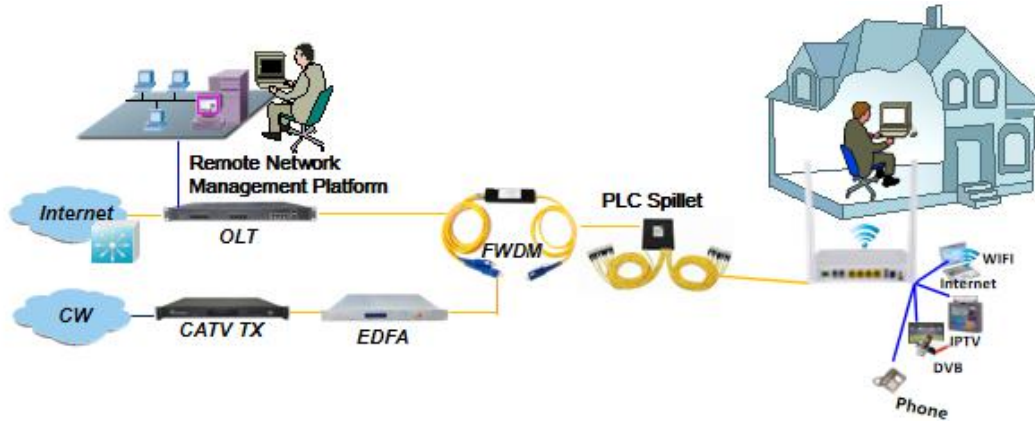 Remote Network
Management Platform
Internet
OLT
FWDM
PLC Spillet
CW
CATV TX
EDFA
WIFI
Internet
IPTV
DVB
Phone